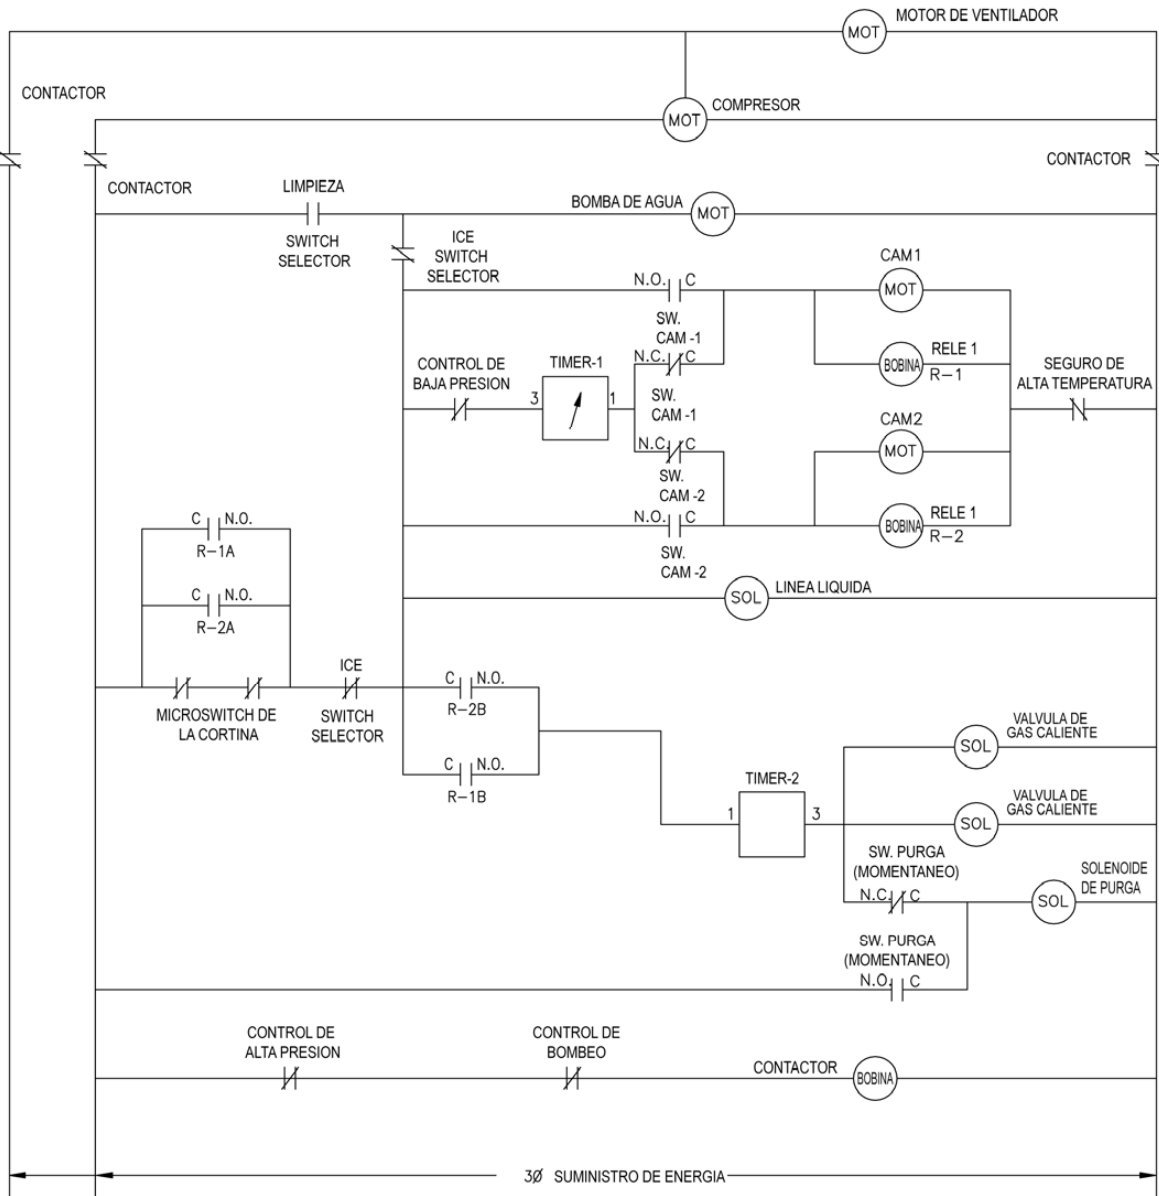 MOTOR DE VENTILADOR
MOT
CONTACTOR
COMPRESOR
MOT
CONTACTOR
CONTACTOR
LIMPIEZA
SWITCH
SELECTOR
BOMBA DE AGUA
MOT
ICE
SWITCH
SELECTOR
CAM1
N.O. C
MOT
SW.
CAM -1
CONTROL DE
BAJA PRESION
TIMER-1
N.C. C
BOBINA
RELE 1
R-1
SEGURO DE
ALTA TEMPERATURA
3
1
SW.
CAM -1
CAM2
N.C. C
MOT
SW.
CAM -2
N.O. C
BOBINA
RELE 1
R-2
SW.
CAM -2
C N.O.
R-1A
C N.O.
R-2A
SOL
LINEA LIQUIDA
MICROSWITCH DE
LA CORTINA
ICE
SWITCH
SELECTOR
C N.O.
R-2B
C N.O.
R-1B
VALVULA DE
GAS CALIENTE
SOL
TIMER-2
1
3
VALVULA DE
GAS CALIENTE
SOL
SW. PURGA
(MOMENTANEO)
N.C. C
SOLENOIDE
DE PURGA
SOL
SW. PURGA
(MOMENTANEO)
N.O. C
CONTROL DE
ALTA PRESION
CONTROL DE
BOMBEO
CONTACTOR
BOBINA
3Ø SUMINISTRO DE ENERGIA